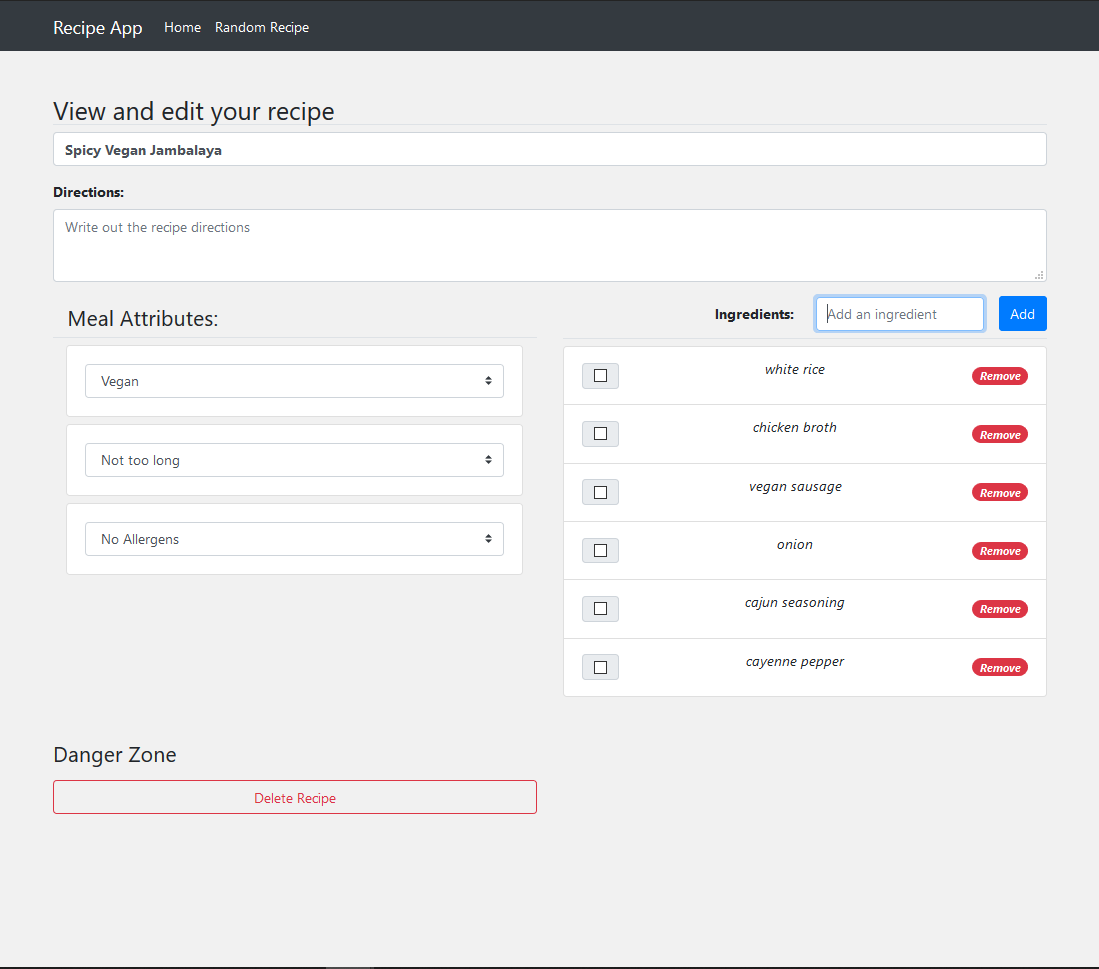 Recipe App Home Random Recipe
View and edit your recipe
Spicy Vegan Jambalaya
Directions:
Write out the recipe directions
Meal Attributes:
Vegan
Not too long
No Allergens
Ingredients: Add an ingredient Add
white rice Remove
chicken broth Remove
vegan sausage Remove
onion Remove
cajun seasoning Remove
cayenne pepper Remove
Danger Zone
Delete Recipe